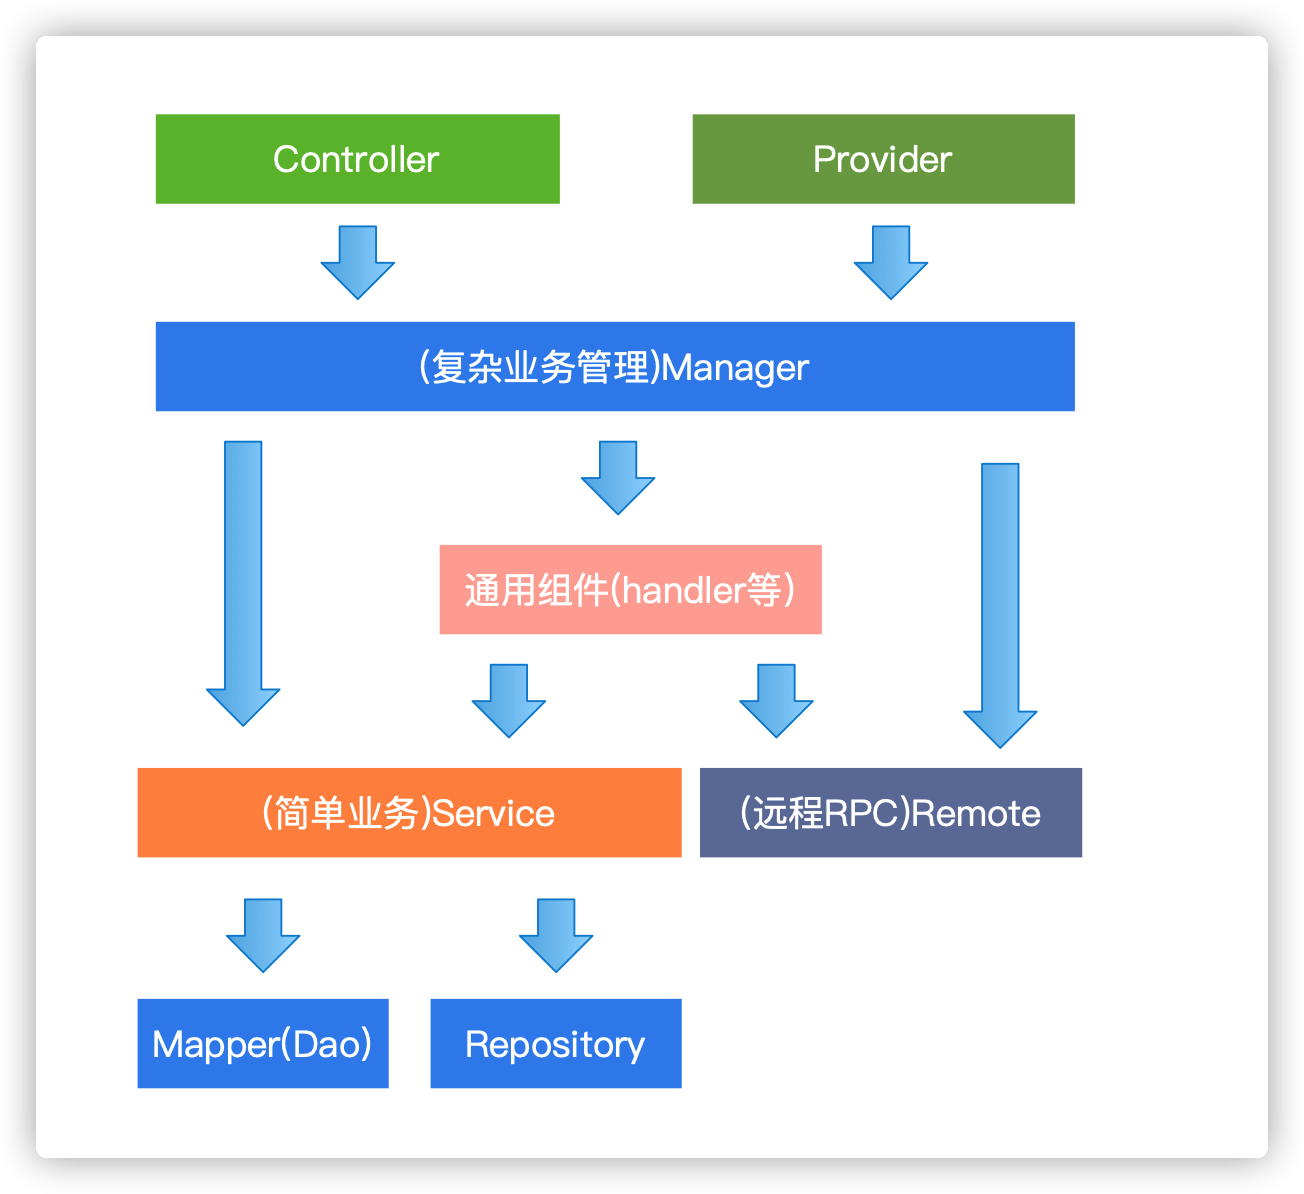 Controller
Provider
(复杂业务管理)Manager
通用组件(handler等)
(简单业务)Service
(远程RPC)Remote
Mapper(Dao)
Repository